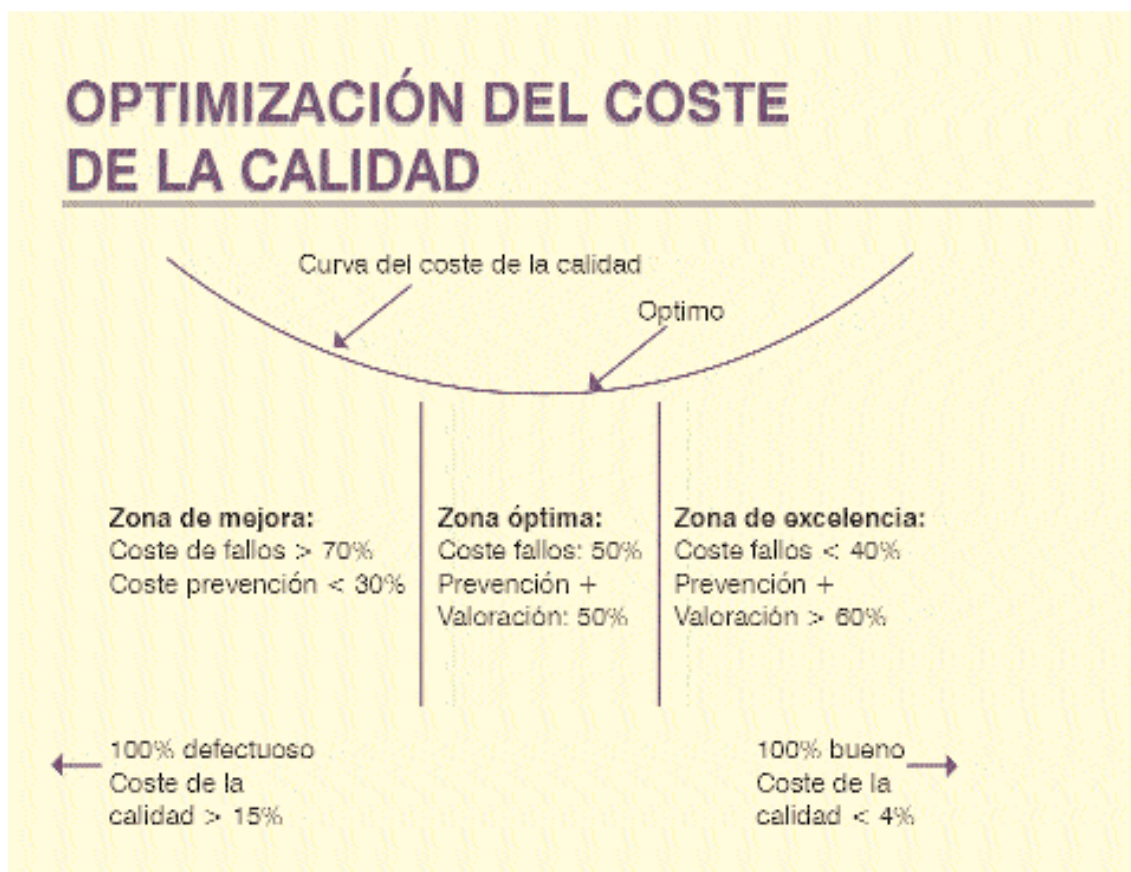 OPTIMIZACIÓN DEL COSTE
DE LA CALIDAD
Curva del coste de la calidad
Optimo
Zona de mejora:
Coste de fallos > 70%
Coste prevención < 30%
Zona óptima:
Coste fallos: 50%
Prevención +
Valoración: 50%
Zona de excelencia:
Coste fallos < 40%
Prevención +
Valoración > 60%
100% defectuoso
Coste de la
calidad > 15%
100% bueno
Coste de la
calidad < 4%